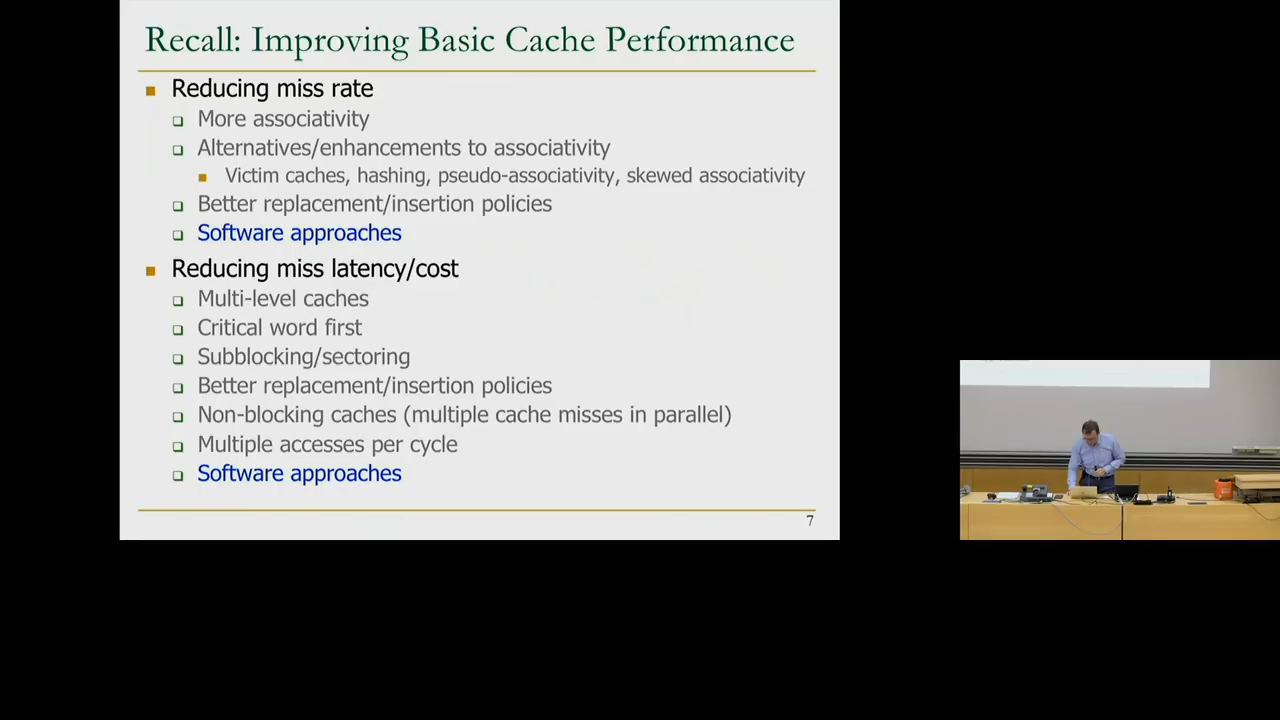 Recall: Improving Basic Cache Performance
Reducing miss rate
More associativity
Alternatives/enhancements to associativity
Victim caches, hashing, pseudo-associativity, skewed associativity
Better replacement/insertion policies
Software approaches
Reducing miss latency/cost
Multi-level caches
Critical word first
Subblocking/sectoring
Better replacement/insertion policies
Non-blocking caches (multiple cache misses in parallel)
Multiple accesses per cycle
Software approaches
7